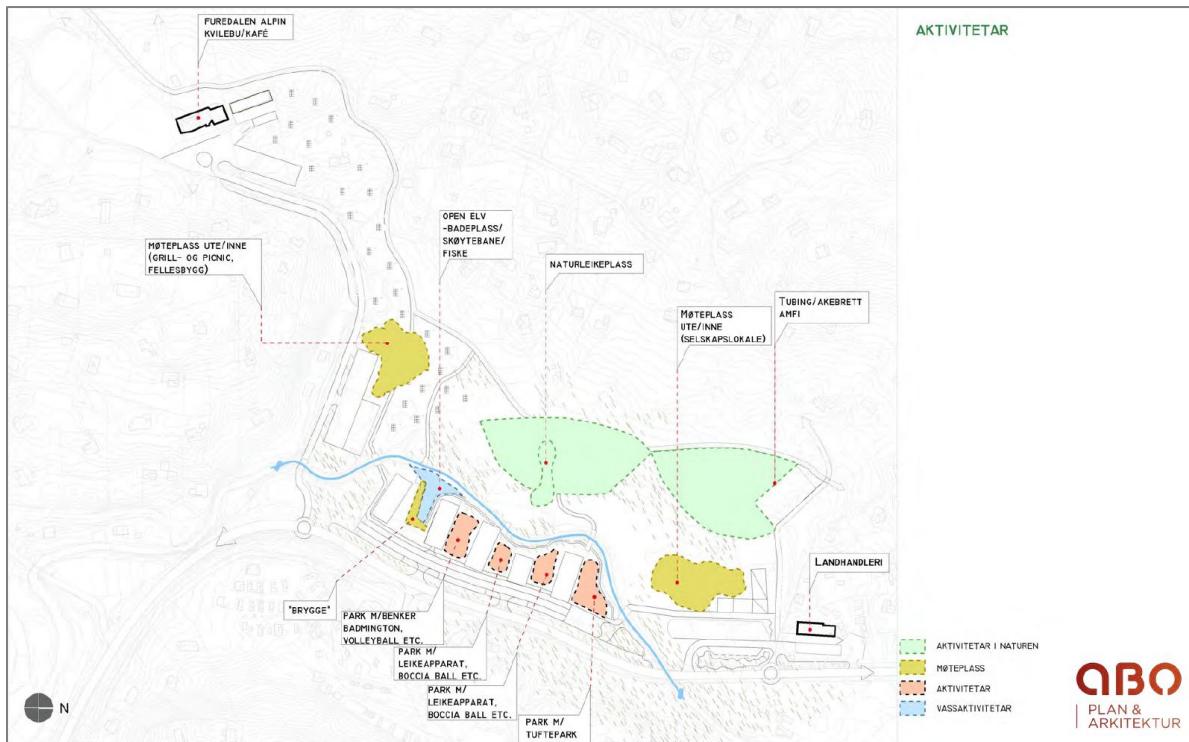 FUREDALEN ALPIN
KVILEBU/KAFÉ
AKTIVITETAR
OPEN ELV
-BADEPLASS/
SKØYTEBANE/
FISKE
MØTEPLASS UTE/INNE
(GRILL- OG PICNIC,
FELLESBYGG)
NATURLEIKEPLASS
MØTEPLASS
UTE/INNE
(SELSKAPSLOKALE)
TUBING/AKEBRETT
AMFI
LANDHANDLERI
"BRYGGE"
PARK M/BENKER
BADMINGTON,
VOLLEYBALL ETC.
PARK M/
LEIKEAPPARAT,
BOCCIA BALL ETC.
PARK M/
LEIKEAPPARAT,
BOCCIA BALL ETC.
PARK M/
TUFTEPARK
N
AKTIVITETAR I NATUREN
MØTEPLASS
AKTIVITETAR
VASSAKTIVITETAR
ABO
PLAN &
ARKITEKTUR